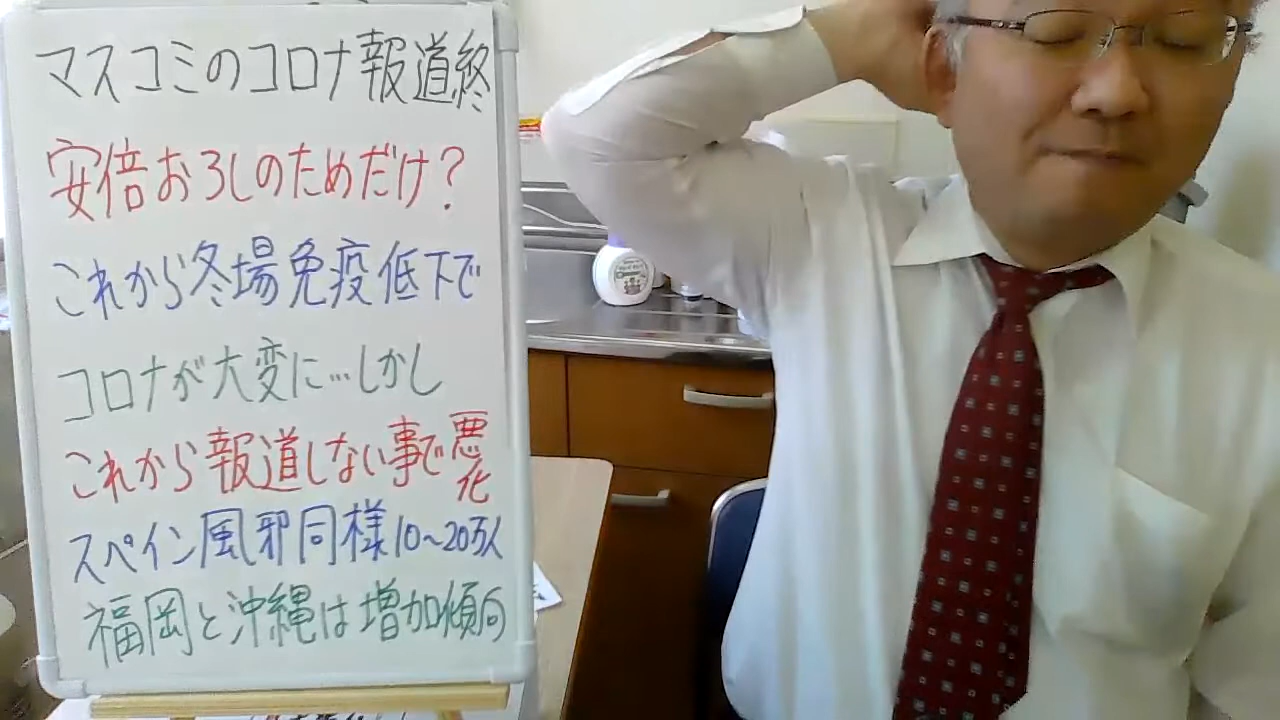 マスコミのコロナ報道終
安倍おろしのためだけ?
これから冬場免疫低下で
コロナが大変に…しかし
これから報道しない事で悪化
スペイン風邪同様10~20万人
福岡と沖縄は増加傾向